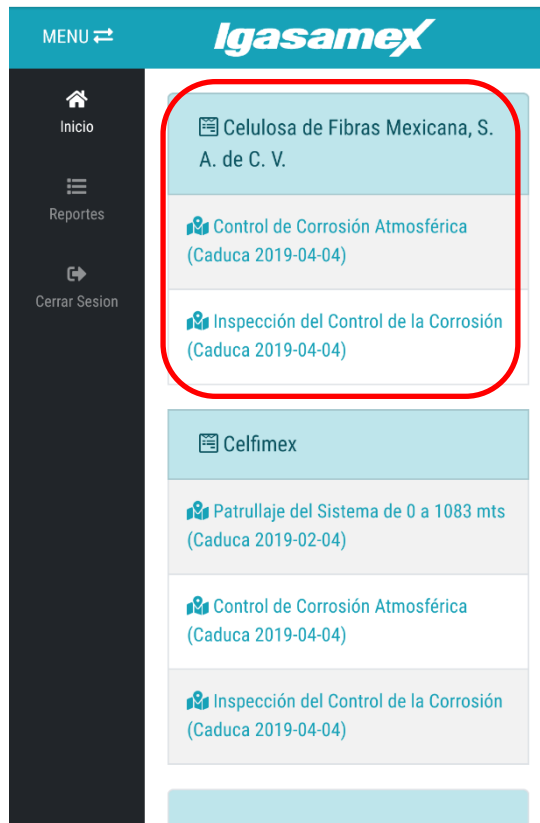 MENU
Igasamex
Inicio
Reportes
Cerrar Sesion
Celulosa de Fibras Mexicana, S.
A. de C. V.
Control de Corrosión Atmosférica
(Caduca 2019-04-04)
Inspección del Control de la Corrosión
(Caduca 2019-04-04)
Celfimex
Patrullaje del Sistema de 0 a 1083 mts
(Caduca 2019-02-04)
Control de Corrosión Atmosférica
(Caduca 2019-04-04)
Inspección del Control de la Corrosión
(Caduca 2019-04-04)